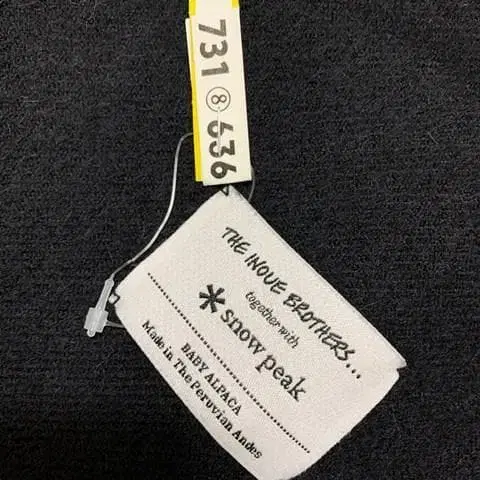 731 ⑧ 636
THE INOUE BROTHERS...
together with
snow peak
BABY ALPACA
Made in The Peruvian Andes